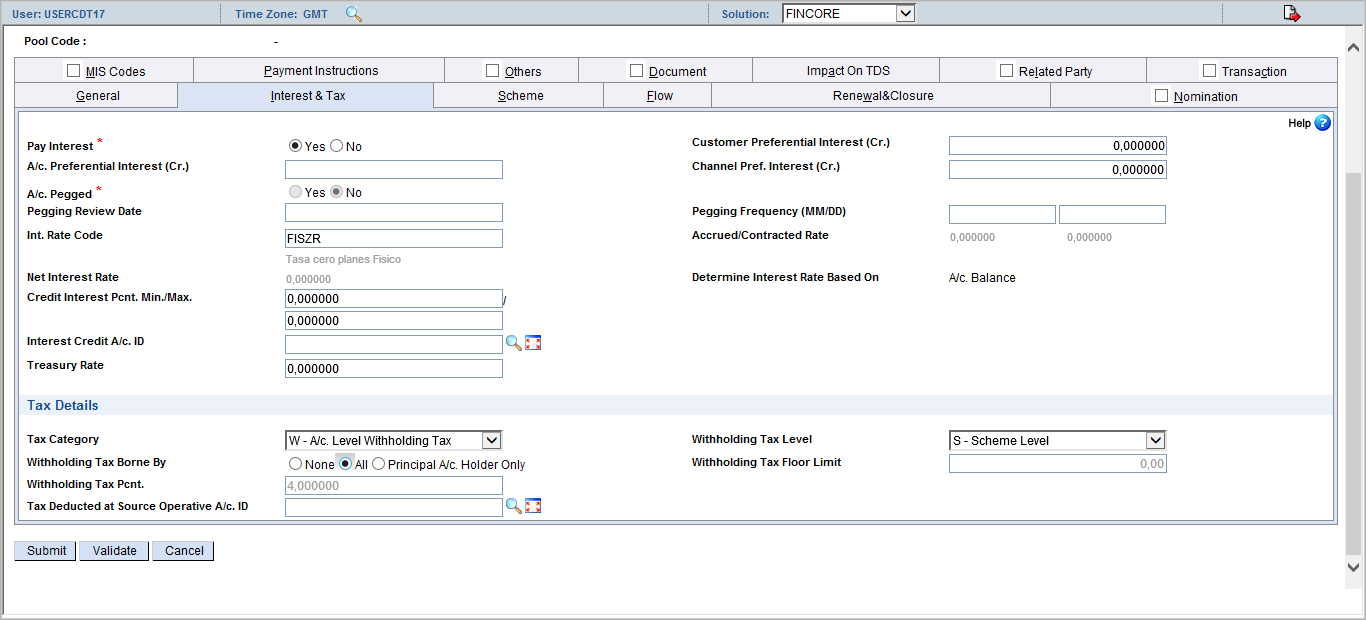 User: USERCDT17 Time Zone: GMT Solution: FINCORE
Pool Code : -
MIS Codes Payment Instructions Others Document Impact On TDS Related Party Transaction
General Interest & Tax Scheme Flow Renewal&Closure Nomination
Help ?
Pay Interest * Yes No Customer Preferential Interest (Cr.) 0,000000
A/c. Preferential Interest (Cr.) Channel Pref. Interest (Cr.) 0,000000
A/c. Pegged * Yes No
Pegging Review Date Pegging Frequency (MM/DD)
Int. Rate Code FISZR Accrued/Contracted Rate 0,000000 0,000000
Tasa cero planes Fisico
Net Interest Rate 0,000000 Determine Interest Rate Based On A/c. Balance
Credit Interest Pcnt. Min./Max. 0,000000 /
0,000000
Interest Credit A/c. ID
Treasury Rate 0,000000
Tax Details
Tax Category W - A/c. Level Withholding Tax Withholding Tax Level S - Scheme Level
Withholding Tax Borne By None All Principal A/c. Holder Only Withholding Tax Floor Limit 0,00
Withholding Tax Pcnt. 4,000000
Tax Deducted at Source Operative A/c. ID
Submit Validate Cancel